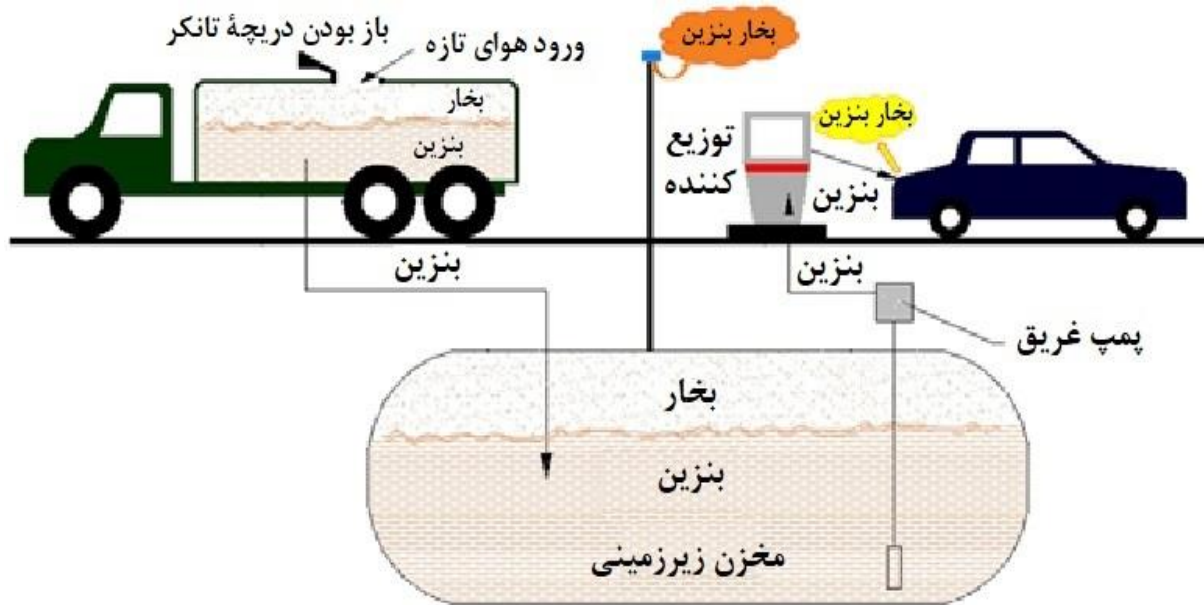 باز بودن دریچهٔ تانکر
ورود هوای تازه
بخار بنزین
بخار
بنزین
توزیع
کننده
بخار بنزین
بنزین
بنزین
بنزین
پمپ غریق
بخار
بنزین
مخزن زیرزمینی